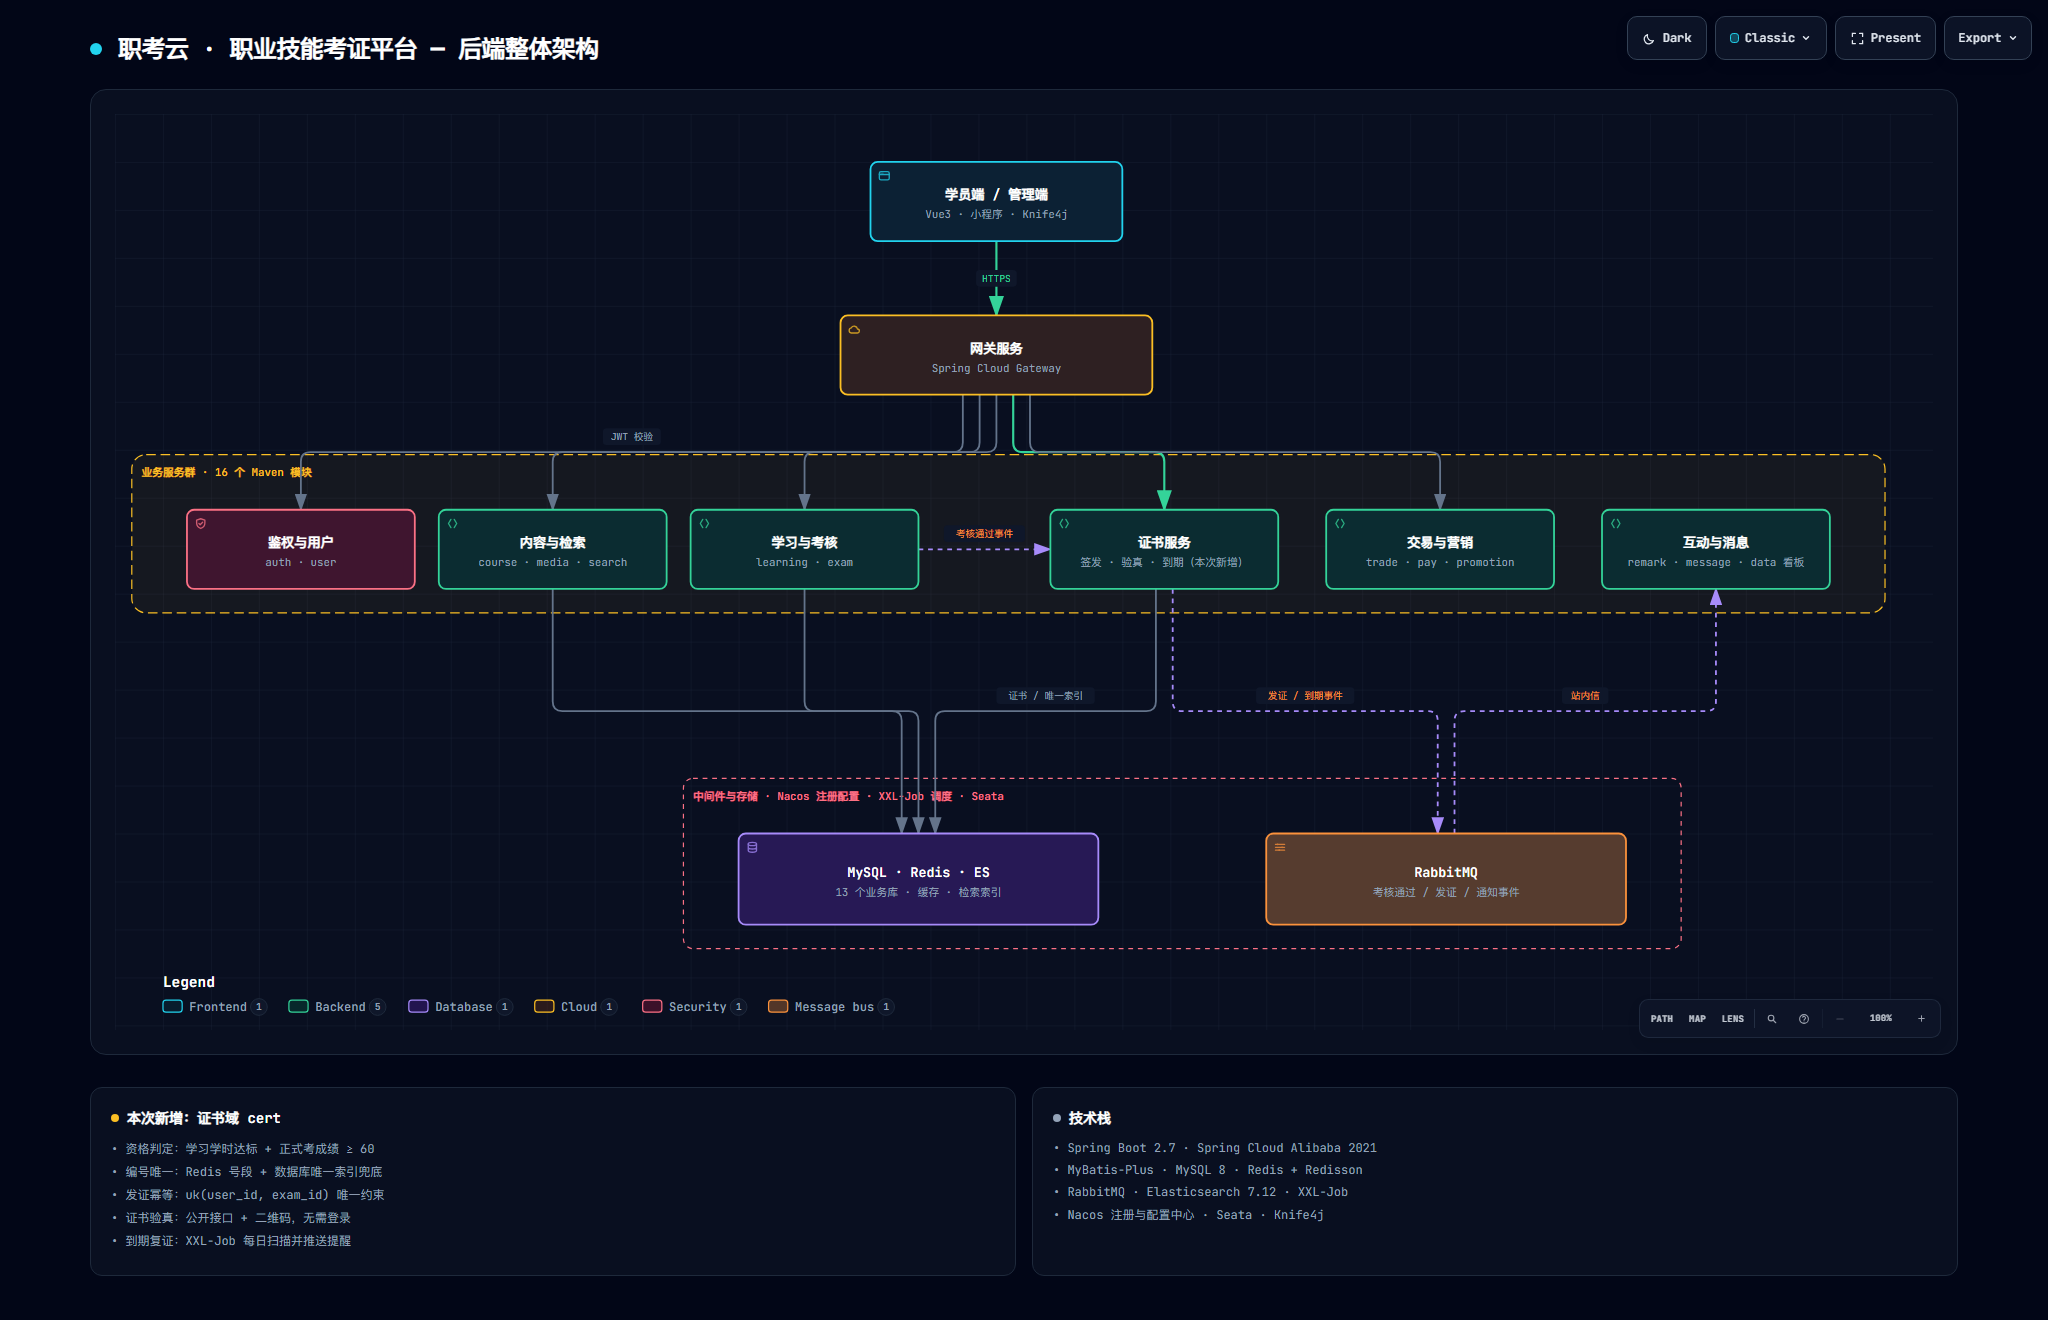 职考云 · 职业技能考证平台 — 后端整体架构
Dark
Classic
Present
Export
学员端 / 管理端
Vue3 · 小程序 · Knife4j
HTTPS
网关服务
Spring Cloud Gateway
JWT 校验
业务服务群 · 16 个 Maven 模块
鉴权与用户
auth · user
内容与检索
course · media · search
学习与考核
learning · exam
考核通过事件
证书服务
签发 · 验真 · 到期 (本次新增)
交易与营销
trade · pay · promotion
互动与消息
remark · message · data 看板
证书 / 唯一索引
发证 / 到期事件
站内信
中间件与存储 · Nacos 注册配置 · XXL-Job 调度 · Seata
MySQL · Redis · ES
13 个业务库 · 缓存 · 检索索引
RabbitMQ
考核通过 / 发证 / 通知事件
Legend
Frontend 1
Backend 5
Database 1
Cloud 1
Security 1
Message bus 1
PATH
MAP
LENS
100%
本次新增: 证书域 cert
• 资格判定: 学习学时达标 + 正式考成绩 ≥ 60
• 编号唯一: Redis 号段 + 数据库唯一索引兜底
• 发证幂等: uk(user_id, exam_id) 唯一约束
• 证书验真: 公开接口 + 二维码, 无需登录
• 到期复证: XXL-Job 每日扫描并推送提醒
技术栈
• Spring Boot 2.7 · Spring Cloud Alibaba 2021
• MyBatis-Plus · MySQL 8 · Redis + Redisson
• RabbitMQ · Elasticsearch 7.12 · XXL-Job
• Nacos 注册与配置中心 · Seata · Knife4j